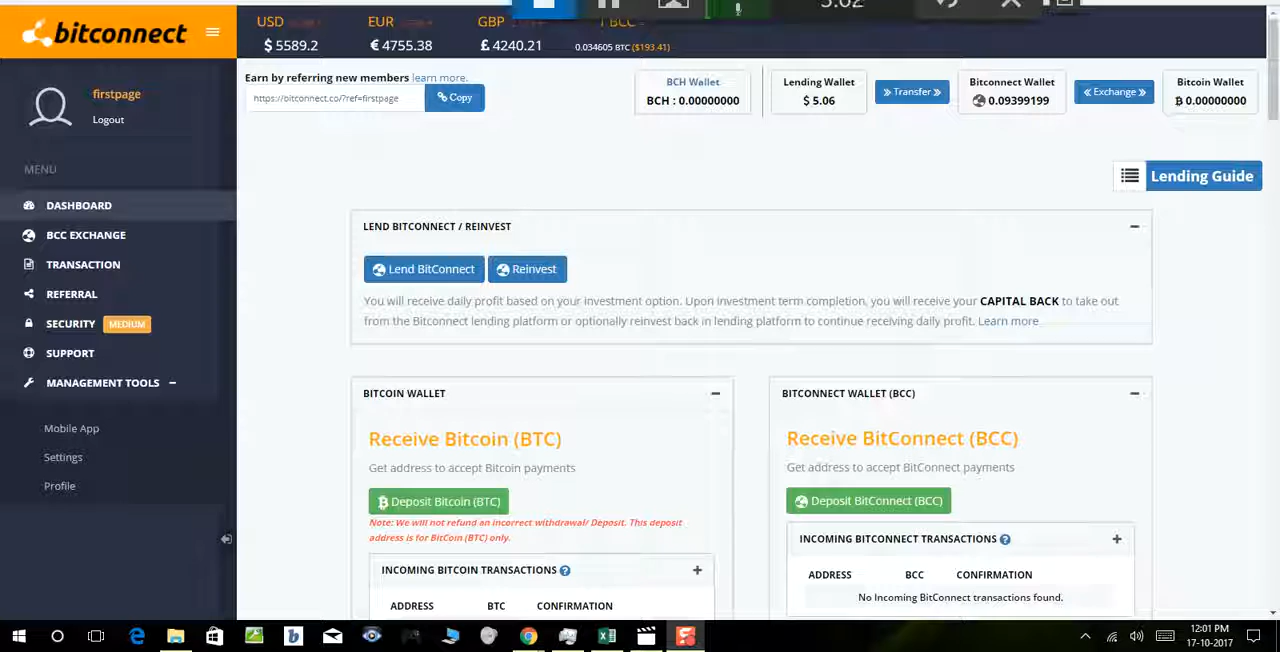 bitconnect
USD EUR GBP 1 BCC
$ 5589.2 € 4755.38 £ 4240.21 0.034605 BTC ($193.41)
Earn by referring new members learn more.
https://bitconnect.co/?ref=firstpage Copy
BCH Wallet
BCH : 0.00000000
Lending Wallet
$ 5.06
Transfer
Bitconnect Wallet
0.09399199
Exchange
Bitcoin Wallet
0.00000000
firstpage
Logout
MENU
DASHBOARD
BCC EXCHANGE
TRANSACTION
REFERRAL
SECURITY MEDIUM
SUPPORT
MANAGEMENT TOOLS
Mobile App
Settings
Profile
Lending Guide
LEND BITCONNECT / REINVEST
Lend BitConnect Reinvest
You will receive daily profit based on your investment option. Upon investment term completion, you will receive your CAPITAL BACK to take out
from the Bitconnect lending platform or optionally reinvest back in lending platform to continue receiving daily profit. Learn more
BITCOIN WALLET
Receive Bitcoin (BTC)
Get address to accept Bitcoin payments
Deposit Bitcoin (BTC)
Note: We will not refund an incorrect withdrawal/ Deposit. This deposit
address is for BitCoin (BTC) only.
INCOMING BITCOIN TRANSACTIONS
ADDRESS BTC CONFIRMATION
BITCONNECT WALLET (BCC)
Receive BitConnect (BCC)
Get address to accept BitConnect payments
Deposit BitConnect (BCC)
INCOMING BITCONNECT TRANSACTIONS
ADDRESS BCC CONFIRMATION
No Incoming BitConnect transactions found.
12:01 PM
17-10-2017